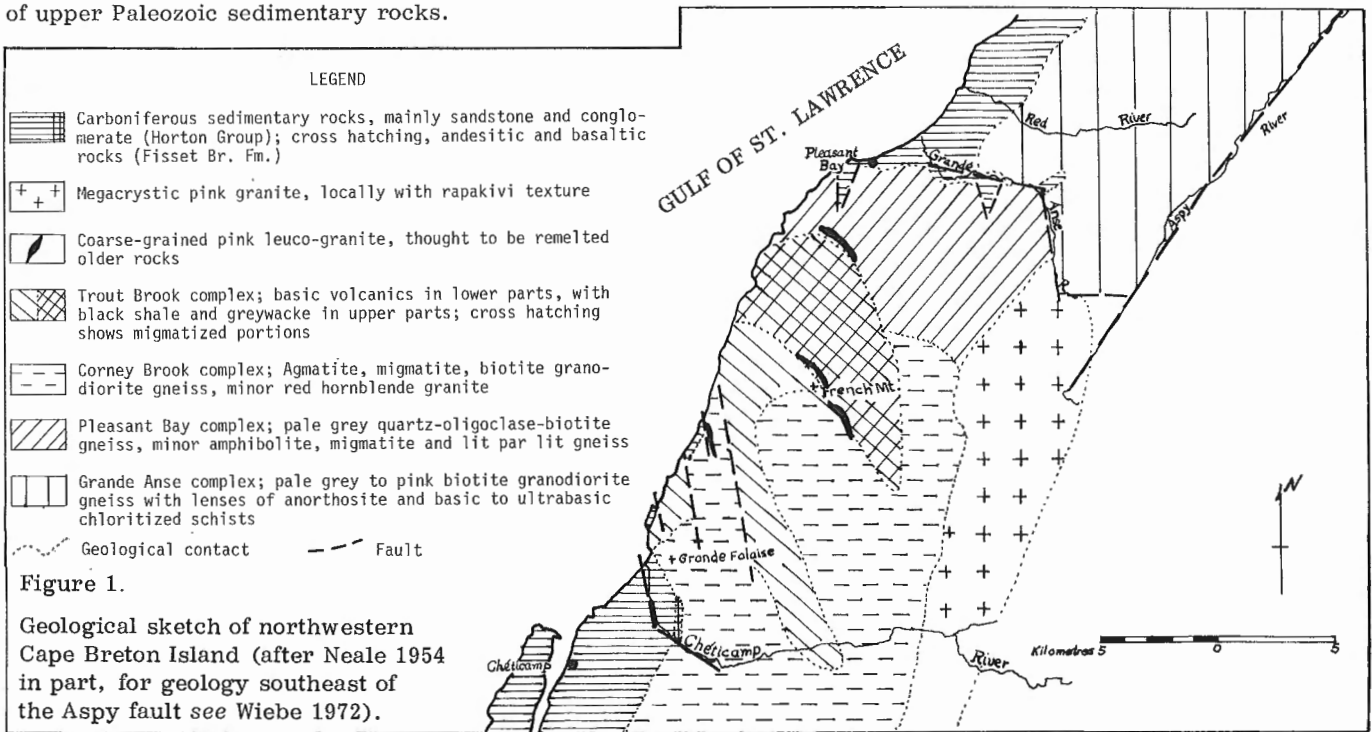 of upper Paleozoic sedimentary rocks.
LEGEND
Carboniferous sedimentary rocks, mainly sandstone and conglo-
merate (Horton Group); cross hatching, andesitic and basaltic
rocks (Fisset Br. Fm.)
Megacrystic pink granite, locally with rapakivi texture
Coarse-grained pink leuco-granite, thought to be remelted
older rocks
Trout Brook complex; basic volcanics in lower parts, with
black shale and greywacke in upper parts; cross hatching
shows migmatized portions
Corney Brook complex; Agmatite, migmatite, biotite grano-
diorite gneiss, minor red hornblende granite
Pleasant Bay complex; pale grey quartz-oligoclase-biotite
gneiss, minor amphibolite, migmatite and lit par lit gneiss
Grande Anse complex; pale grey to pink biotite granodiorite
gneiss with lenses of anorthosite and basic to ultrabasic
chloritized schists
Geological contact Fault
Figure 1.
Geological sketch of northwestern
Cape Breton Island (after Neale 1954
in part, for geology southeast of
the Aspy fault see Wiebe 1972).
GULF OF ST. LAWRENCE
Red River
Aspy River
Pleasant
Bay
Grande
Anse
French Mt.
Grande Falaise
Chéticamp
Chéticamp River
N
Kilometres 5 0 5